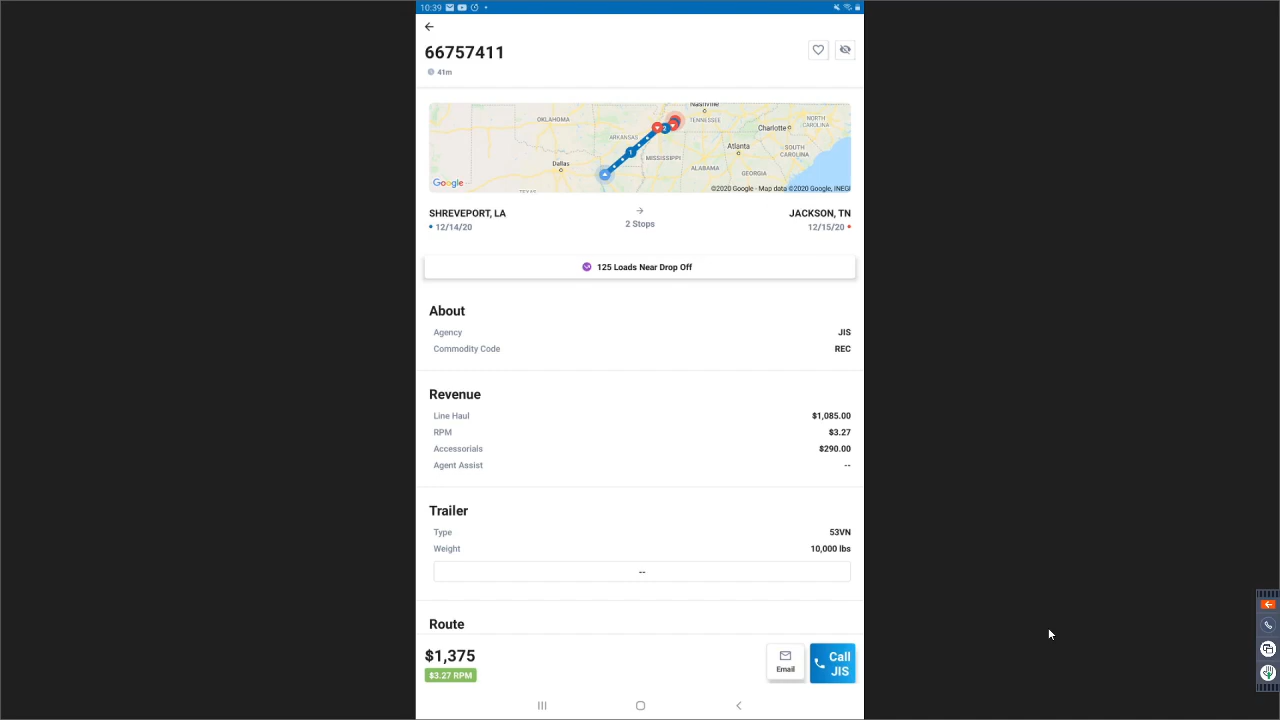 10:39
66757411
41m
Nashville
OKLAHOMA
TENNESSEE
NORTH
CAROLINA
Charlotte
ARKANSAS
2
Atlanta
SOUTH
CAROLINA
Dallas
1
MISSISSIPPI
ALABAMA
GEORGIA
Google
TEXAS
©2020 Google - Map data ©2020 Google, INEGI
SHREVEPORT, LA
JACKSON, TN
12/14/20
2 Stops
12/15/20
125 Loads Near Drop Off
About
Agency JIS
Commodity Code REC
Revenue
Line Haul $1,085.00
RPM $3.27
Accessorials $290.00
Agent Assist --
Trailer
Type 53VN
Weight 10,000 lbs
--
Route
$1,375
$3.27 RPM
Email
Call
JIS